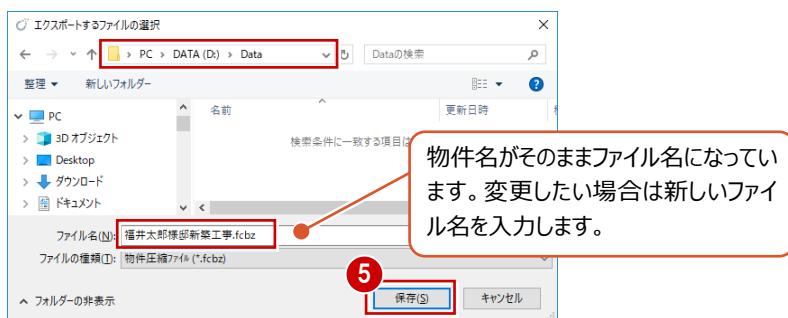 エクスポートするファイルの選択
PC › DATA (D:) › Data
Dataの検索
整理 新しいフォルダー
名前 更新日時
PC
3D オブジェクト
Desktop
ダウンロード
ドキュメント
検索条件に一致する項目は
物件名がそのままファイル名になってい
ます。変更したい場合は新しいファイ
ル名を入力します。
ファイル名(N): 福井太郎様邸新築工事.fcbz
ファイルの種類(T): 物件圧縮ファイル (*.fcbz)
5
フォルダーの非表示
保存(S) キャンセル